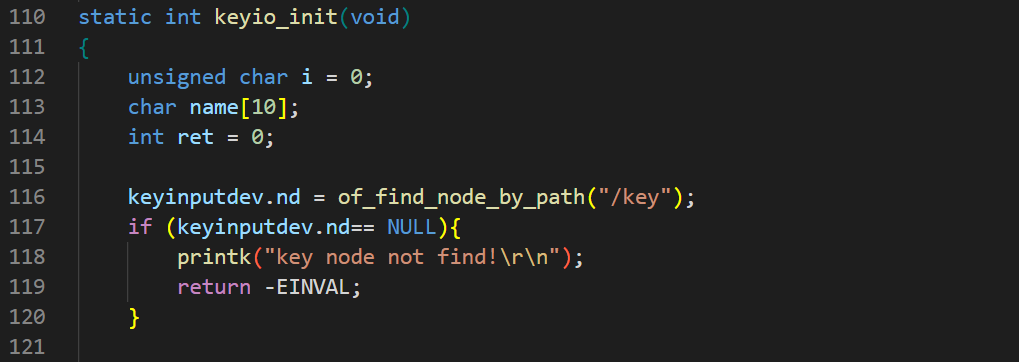 110 static int keyio_init(void)
111 {
112 unsigned char i = 0;
113 char name[10];
114 int ret = 0;
115
116 keyinputdev.nd = of_find_node_by_path("/key");
117 if (keyinputdev.nd== NULL){
118 printk("key node not find!\r\n");
119 return -EINVAL;
120 }
121